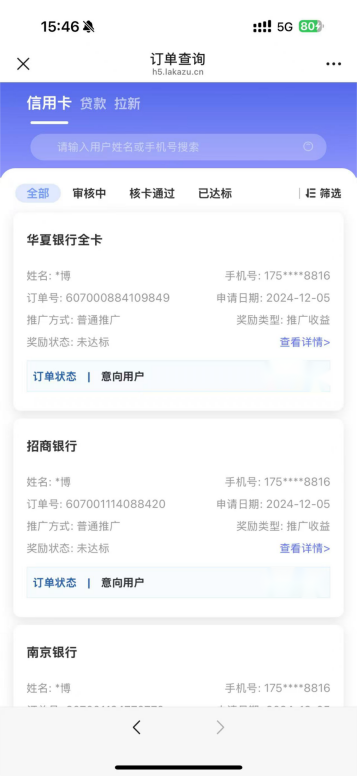 15:46 5G 80
订单查询
h5.lakazu.cn
信用卡 贷款 拉新
请输入用户姓名或手机号搜索
全部 审核中 核卡通过 已达标 筛选
华夏银行全卡
姓名: *博 手机号: 175****8816
订单号: 607000884109849 申请日期: 2024-12-05
推广方式: 普通推广 奖励类型: 推广收益
奖励状态: 未达标 查看详情>
订单状态 | 意向用户
招商银行
姓名: *博 手机号: 175****8816
订单号: 607001114088420 申请日期: 2024-12-05
推广方式: 普通推广 奖励类型: 推广收益
奖励状态: 未达标 查看详情>
订单状态 | 意向用户
南京银行
姓名: *博 手机号: 175****8816